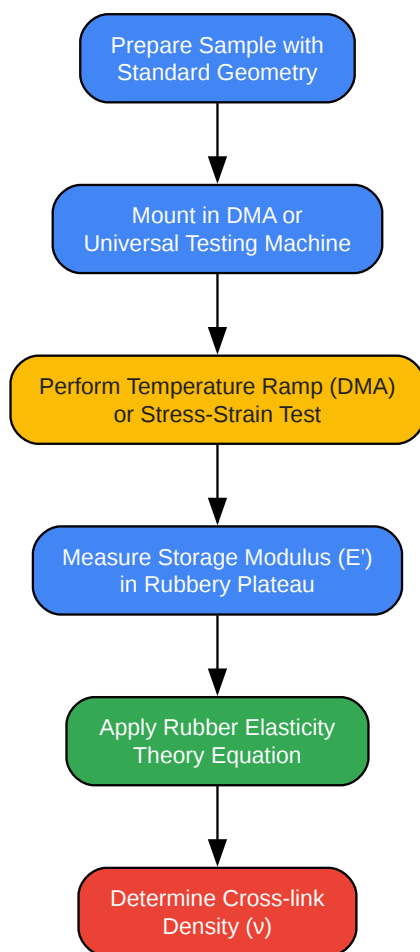 Prepare Sample with
Standard Geometry
Mount in DMA or
Universal Testing Machine
Perform Temperature Ramp (DMA)
or Stress-Strain Test
Measure Storage Modulus (E')
in Rubbery Plateau
Apply Rubber Elasticity
Theory Equation
Determine Cross-link
Density (ν)